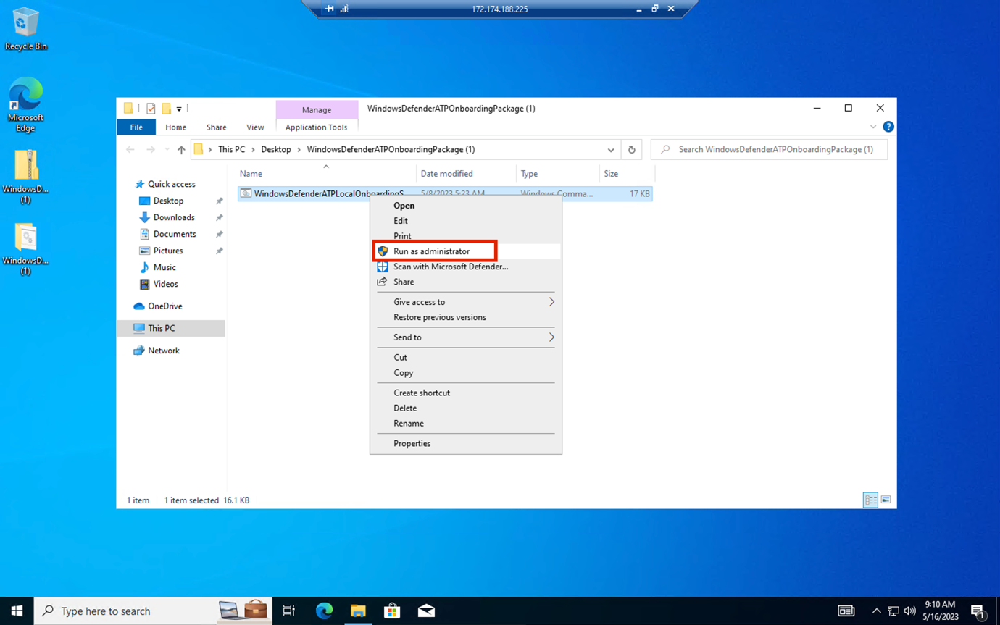 172.174.188.225
Recycle Bin
Microsoft
Edge
WindowsD...
(1)
WindowsD...
(1)
Manage
WindowsDefenderATPOnboardingPackage (1)
File
Home
Share
View
Application Tools
This PC
Desktop
WindowsDefenderATPOnboardingPackage (1)
Search WindowsDefenderATPOnboardingPackage (1)
Name
Date modified
Type
Size
WindowsDefenderATPLocalOnboardingS
5/8/2023 5:23 AM
Windows Comma...
17 KB
Quick access
Desktop
Downloads
Documents
Pictures
Music
Videos
OneDrive
This PC
Network
Open
Edit
Print
Run as administrator
Scan with Microsoft Defender...
Share
Give access to
Restore previous versions
Send to
Cut
Copy
Create shortcut
Delete
Rename
Properties
1 item
1 item selected 16.1 KB
Type here to search
9:10 AM
5/16/2023
1